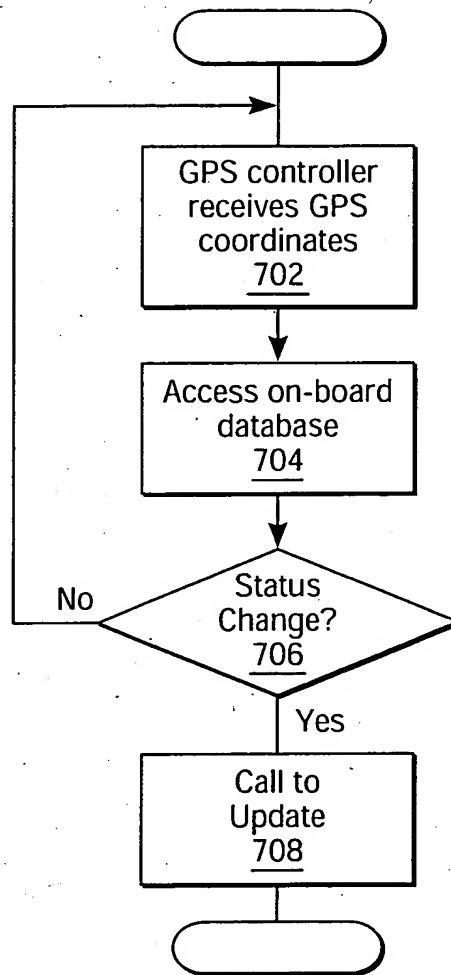 GPS controller
receives GPS
coordinates
702
Access on-board
database
704
Status
Change?
706
No
Yes
Call to
Update
708